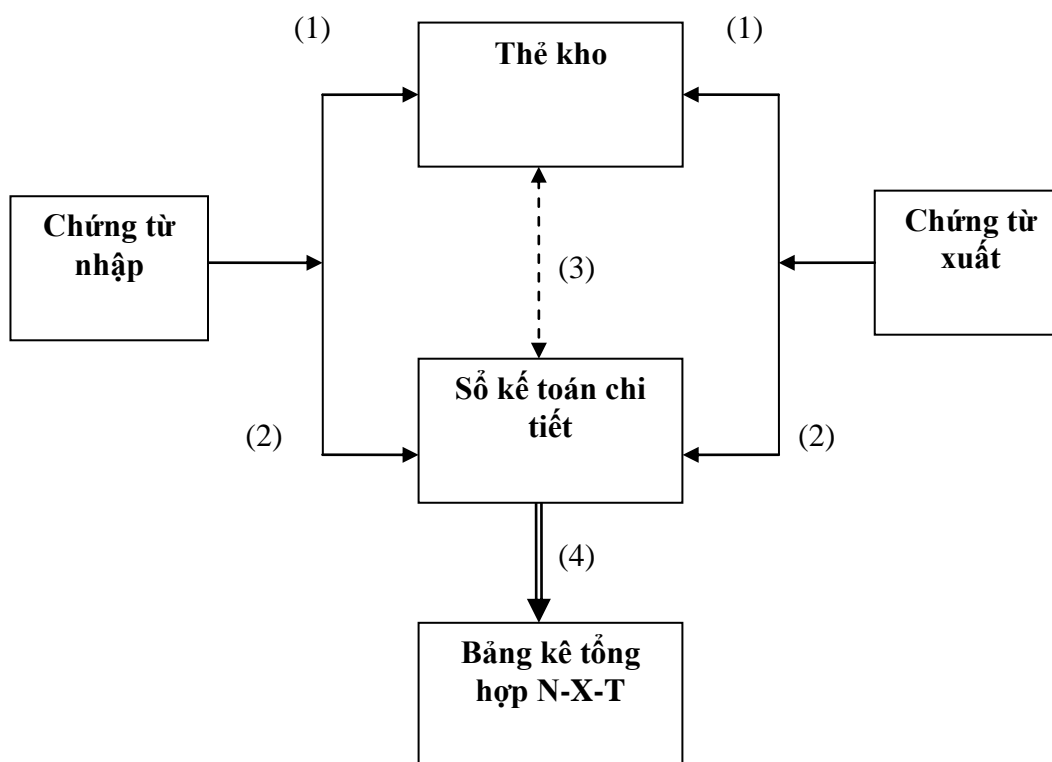 (1)
Thẻ kho
(1)
Chứng từ
nhập
(3)
Chứng từ
xuất
Sổ kế toán chi
tiết
(2)
(2)
(4)
Bảng kê tổng
hợp N-X-T